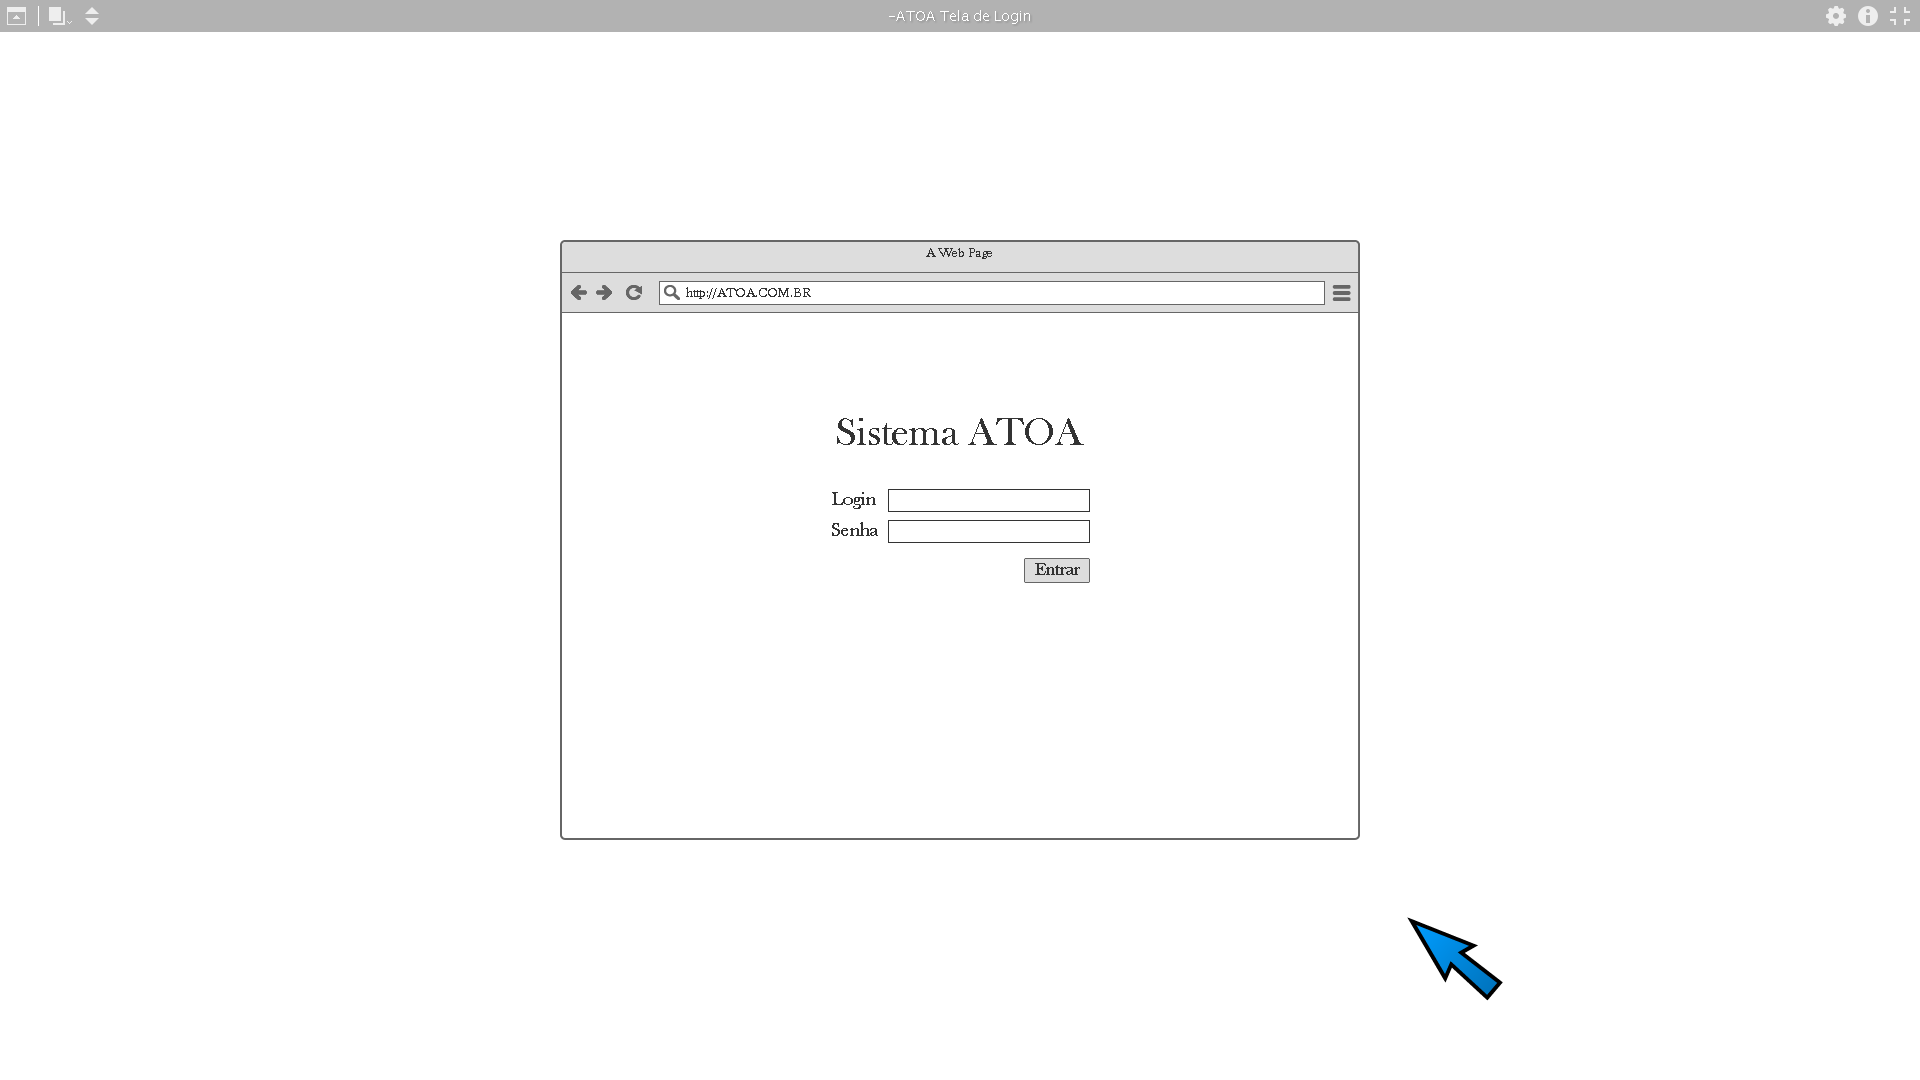 -ATOA Tela de Login
A Web Page
http://ATOA.COM.BR
Sistema ATOA
Login
Senha
Entrar